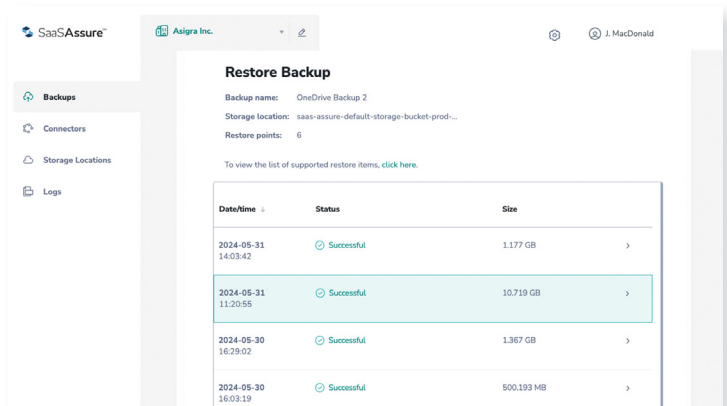 SaaSAssure™
Asigra Inc.
J. MacDonald
Backups
Connectors
Storage Locations
Logs
Restore Backup
Backup name: OneDrive Backup 2
Storage location: saas-assure-default-storage-bucket-prod-...
Restore points: 6
To view the list of supported restore items, click here.
Date/time ↓ Status Size
2024-05-31 Successful 1.177 GB
14:03:42
2024-05-31 Successful 10.719 GB
11:20:55
2024-05-30 Successful 1.367 GB
16:29:02
2024-05-30 Successful 500.193 MB
16:03:19